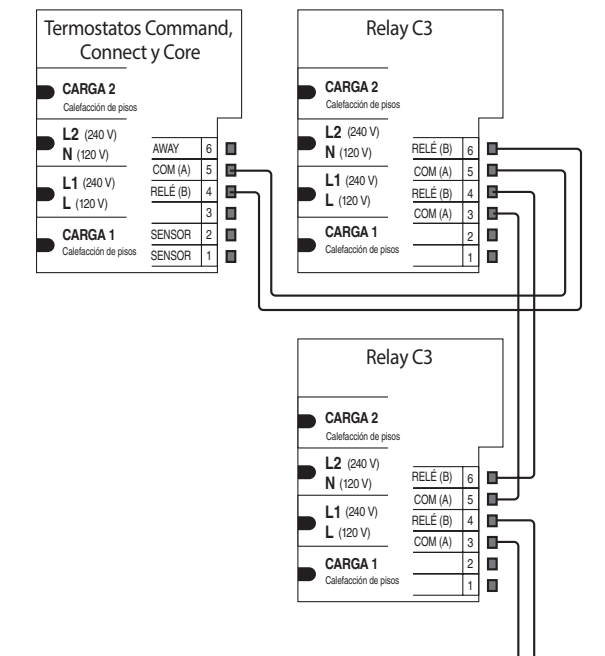 Termostatos Command,
Connect y Core
CARGA 2
Calefacción de pisos
L2 (240 V)
N (120 V)
L1 (240 V)
L (120 V)
CARGA 1
Calefacción de pisos
AWAY 6
COM (A) 5
RELÉ (B) 4
3
SENSOR 2
SENSOR 1
Relay C3
CARGA 2
Calefacción de pisos
L2 (240 V)
N (120 V)
L1 (240 V)
L (120 V)
CARGA 1
Calefacción de pisos
RELÉ (B) 6
COM (A) 5
RELÉ (B) 4
COM (A) 3
2
1
Relay C3
CARGA 2
Calefacción de pisos
L2 (240 V)
N (120 V)
L1 (240 V)
L (120 V)
CARGA 1
Calefacción de pisos
RELÉ (B) 6
COM (A) 5
RELÉ (B) 4
COM (A) 3
2
1